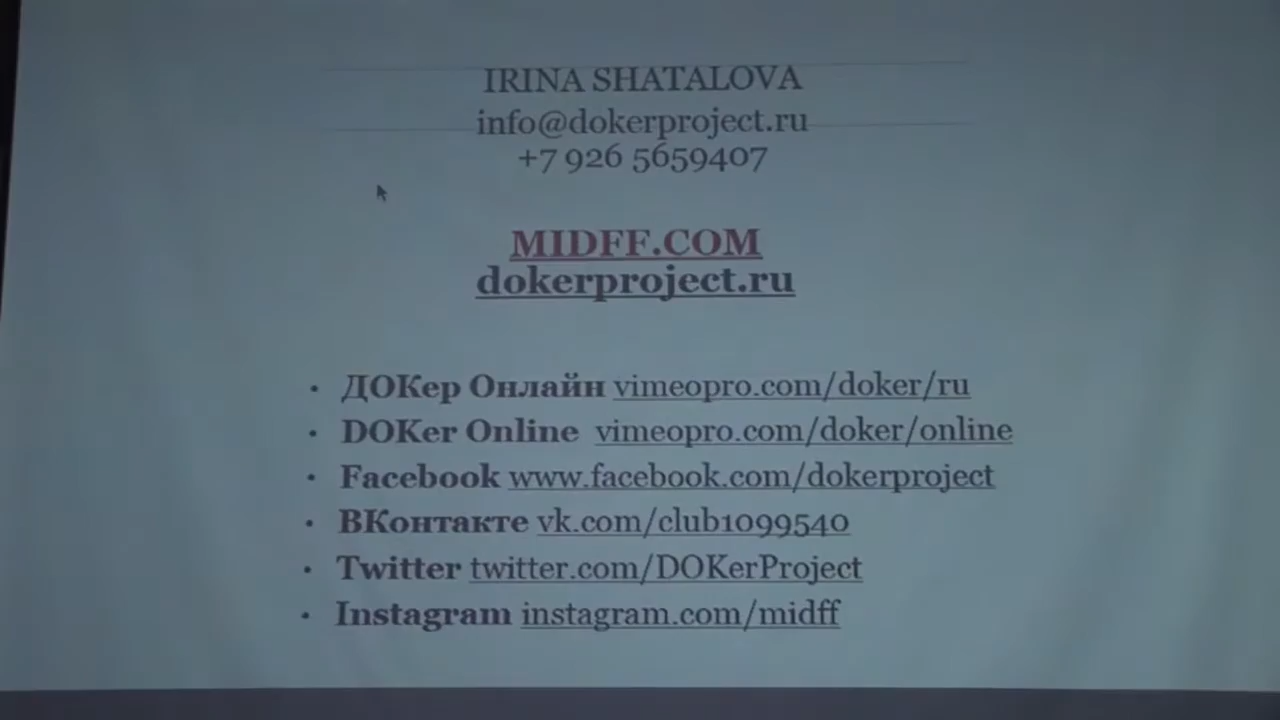 IRINA SHATALOVA
info@dokerproject.ru
+7 926 5659407
MIDFF.COM
dokerproject.ru
• ДОКер Онлайн vimeopro.com/doker/ru
• DOKer Online vimeopro.com/doker/online
• Facebook www.facebook.com/dokerproject
• ВКонтакте vk.com/club1099540
• Twitter twitter.com/DOKerProject
• Instagram instagram.com/midff